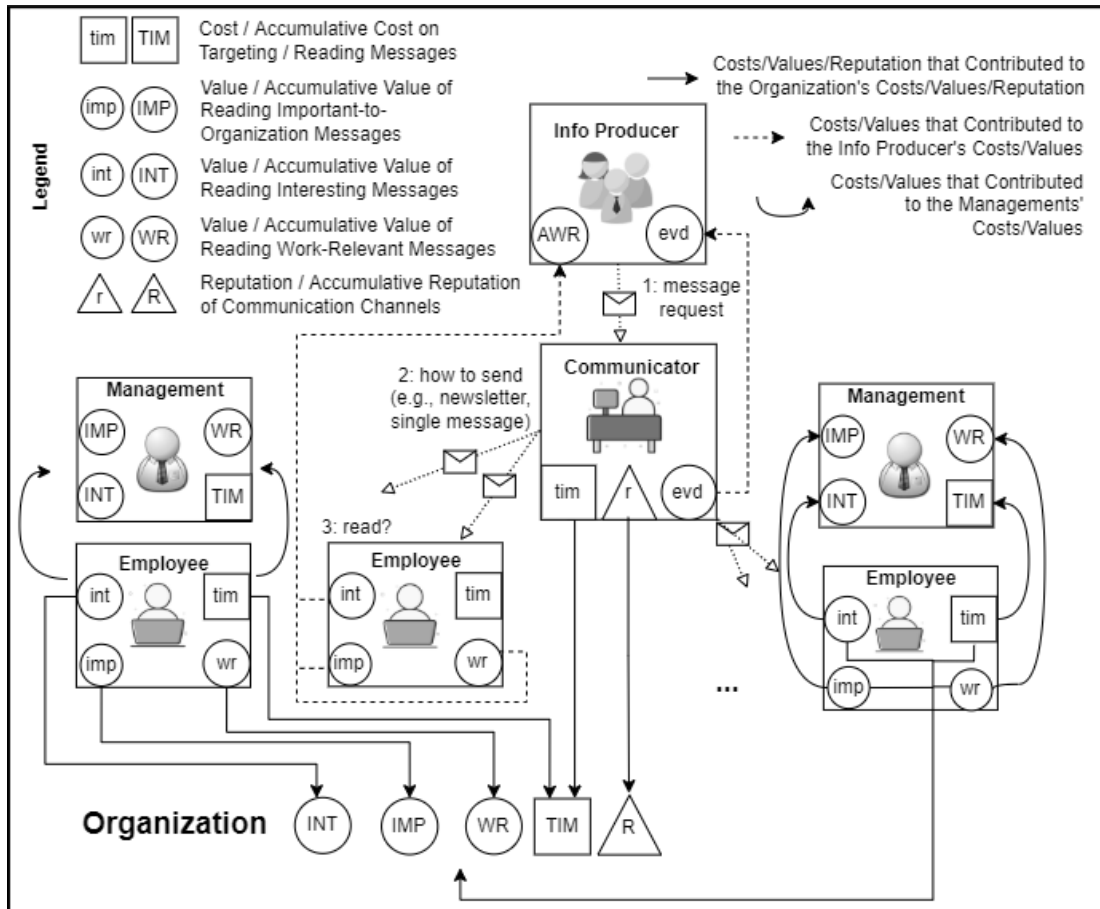 Legend
tim TIM
Cost / Accumulative Cost on
Targeting / Reading Messages
imp IMP
Value / Accumulative Value of
Reading Important-to-
Organization Messages
int INT
Value / Accumulative Value of
Reading Interesting Messages
wr WR
Value / Accumulative Value of
Reading Work-Relevant Messages
r R
Reputation / Accumulative Reputation
of Communication Channels
Costs/Values/Reputation that Contributed to
the Organization's Costs/Values/Reputation
Costs/Values that Contributed to
the Info Producer's Costs/Values
Costs/Values that Contributed
to the Managements'
Costs/Values
Info Producer
AWR evd
1: message
request
Communicator
tim r evd
2: how to send
(e.g., newsletter,
single message)
Management
IMP WR
INT TIM
Employee
int tim
imp wr
3: read?
Employee
int tim
imp wr
...
Management
IMP WR
INT TIM
Employee
int tim
imp wr
Organization
INT IMP WR TIM R